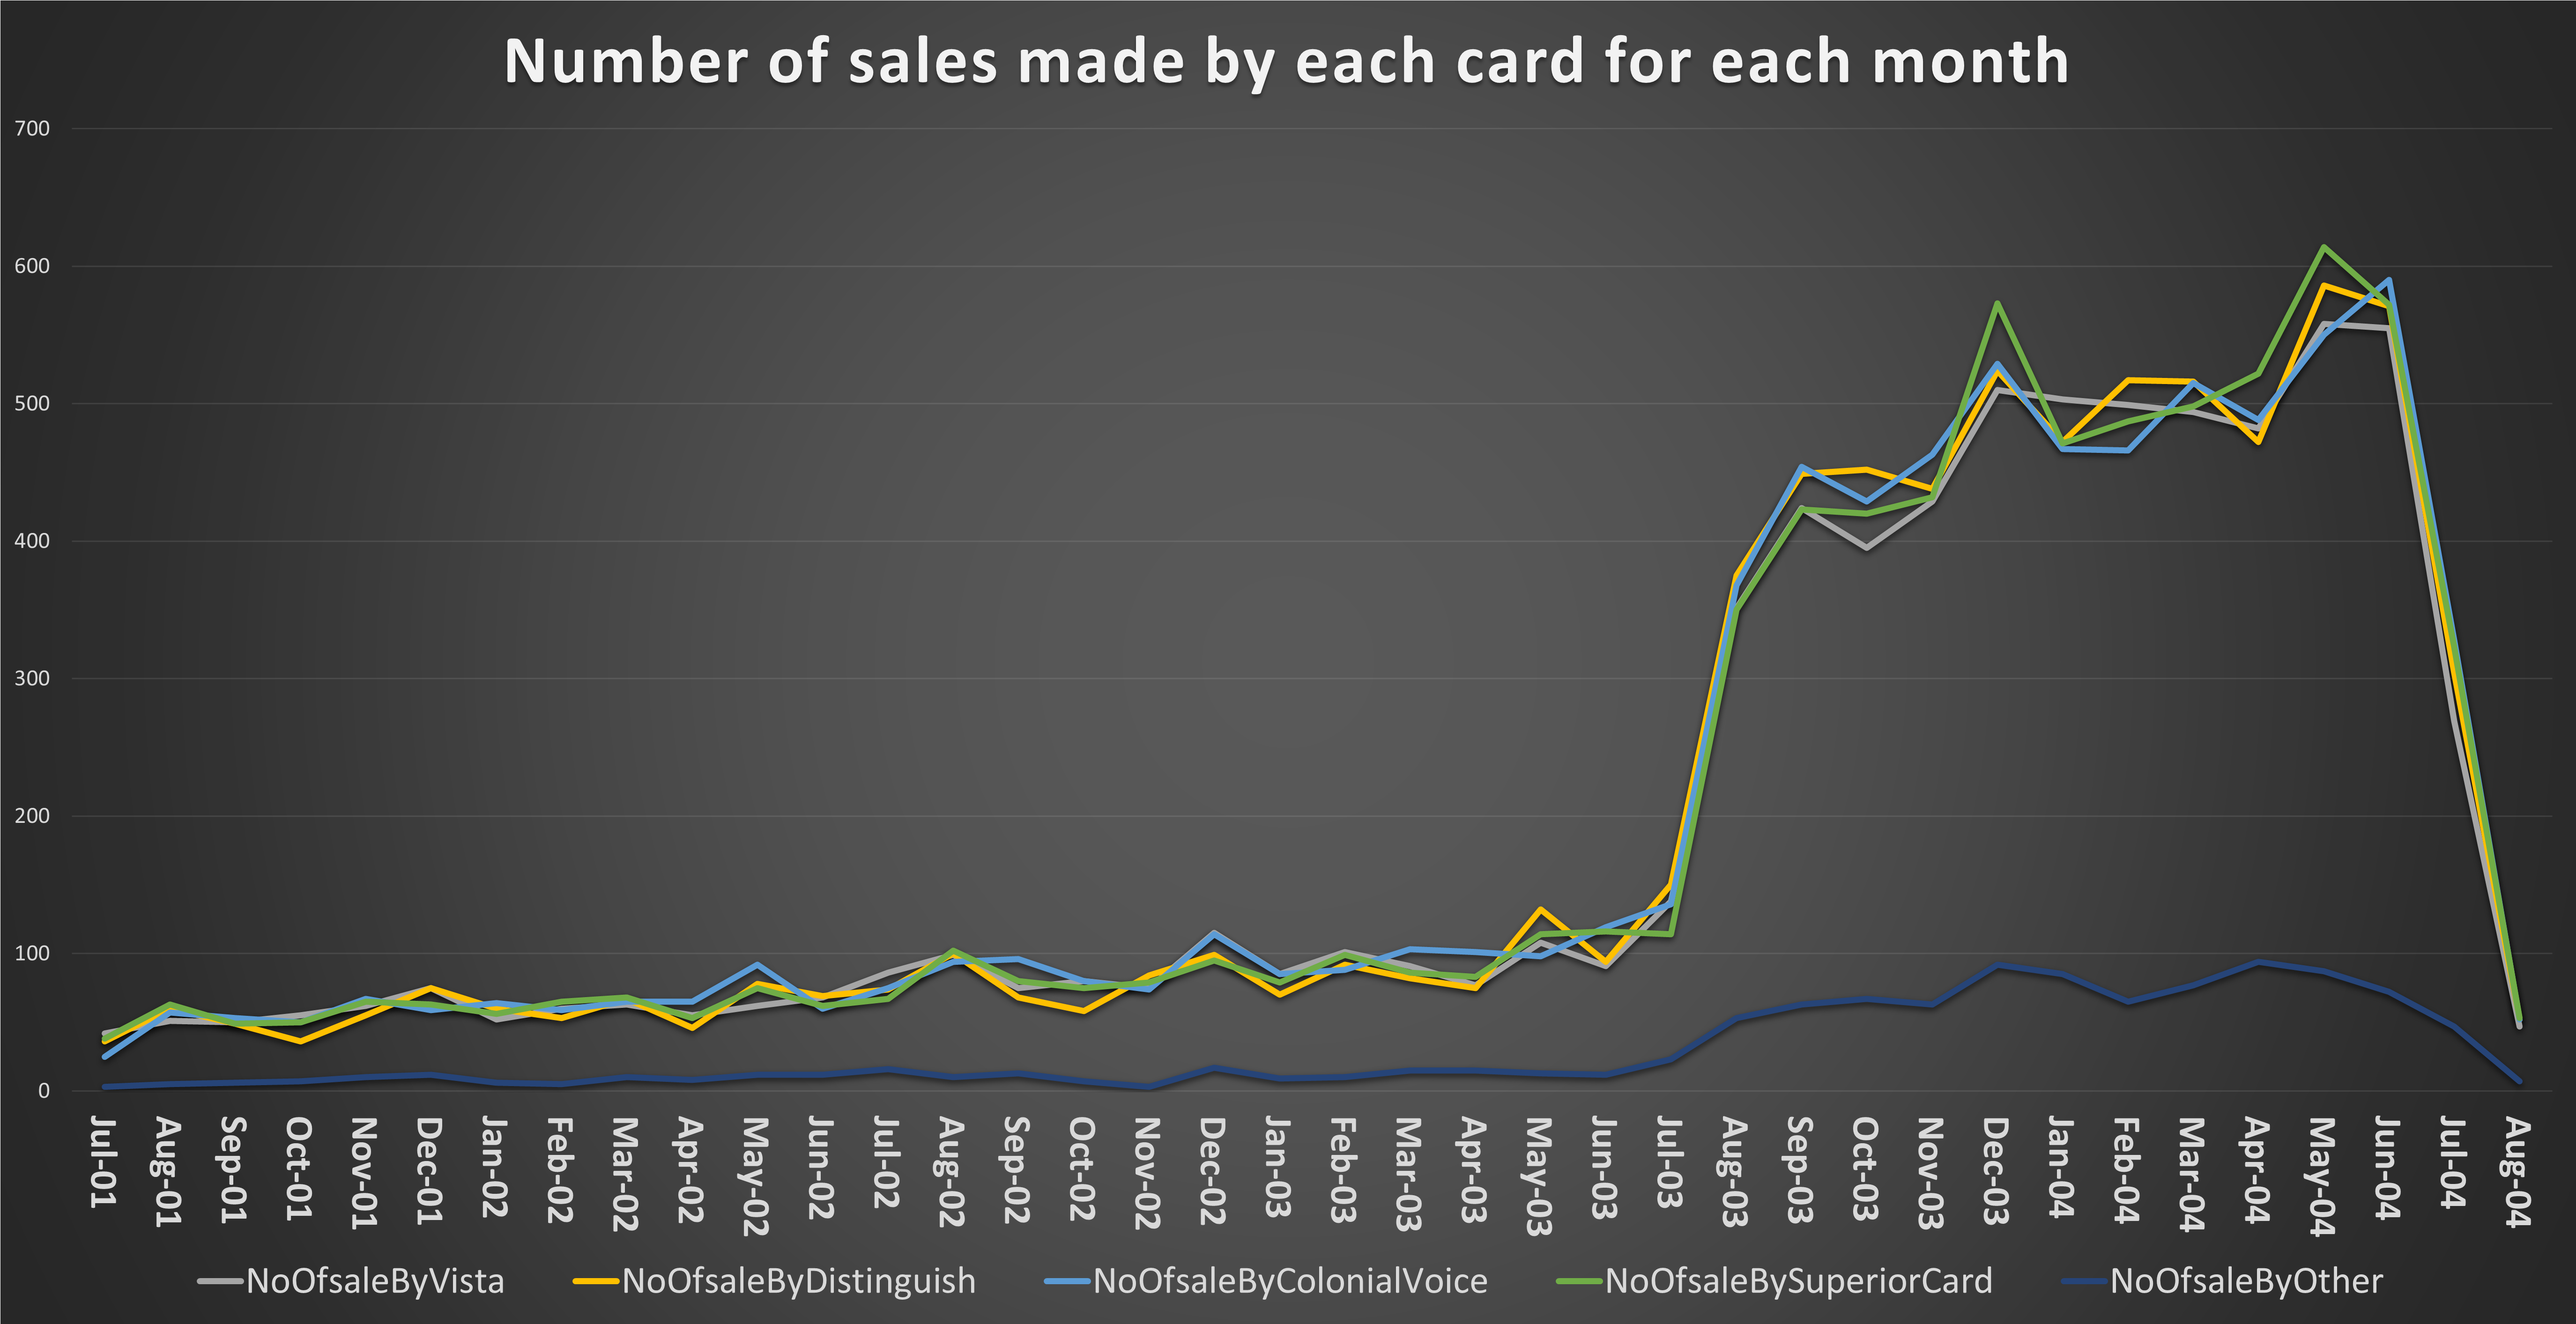 Number of sales made by each card for each month
700
600
500
400
300
200
100
0
Jul-01
Aug-01
Sep-01
Oct-01
Nov-01
Dec-01
Jan-02
Feb-02
Mar-02
Apr-02
May-02
Jun-02
Jul-02
Aug-02
Sep-02
Oct-02
Nov-02
Dec-02
Jan-03
Feb-03
Mar-03
Apr-03
May-03
Jun-03
Jul-03
Aug-03
Sep-03
Oct-03
Nov-03
Dec-03
Jan-04
Feb-04
Mar-04
Apr-04
May-04
Jun-04
Jul-04
Aug-04
NoOfsaleByVista NoOfsaleByDistinguish NoOfsaleByColonialVoice NoOfsaleBySuperiorCard NoOfsaleByOther